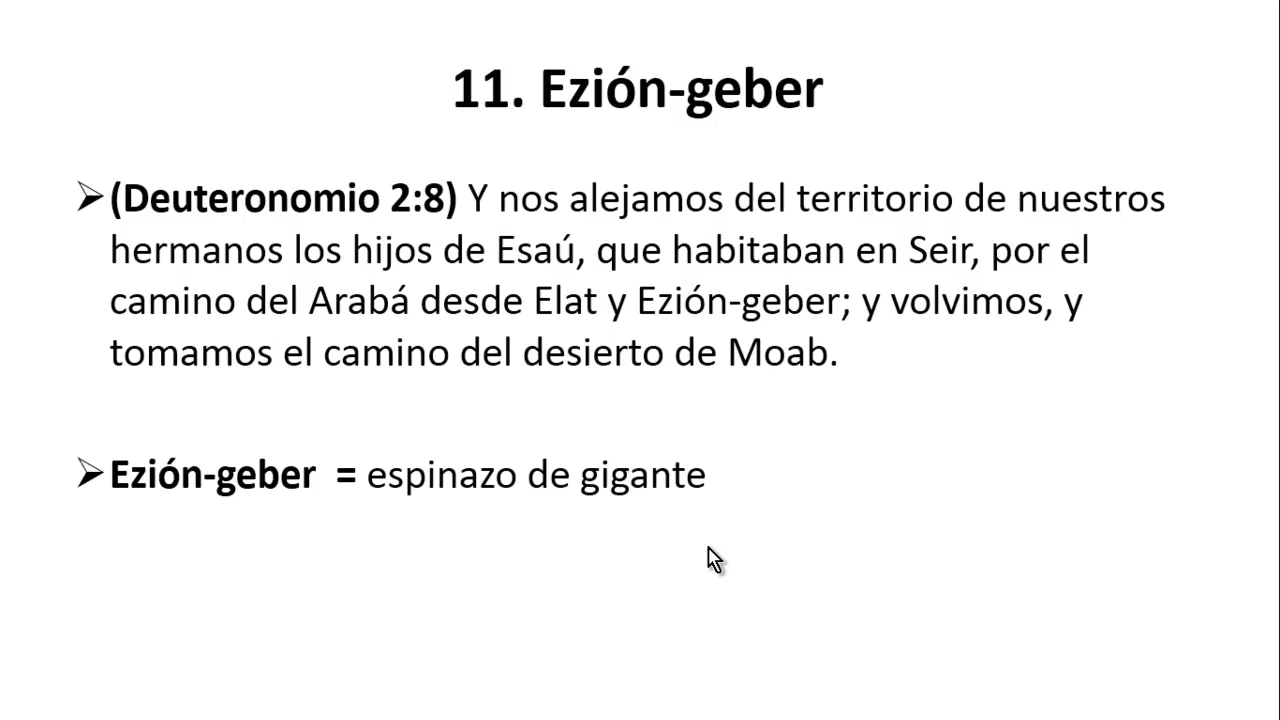 11. Ezión-geber
➢(Deuteronomio 2:8) Y nos alejamos del territorio de nuestros
hermanos los hijos de Esaú, que habitaban en Seir, por el
camino del Arabá desde Elat y Ezión-geber; y volvimos, y
tomamos el camino del desierto de Moab.
➢Ezión-geber = espinazo de gigante